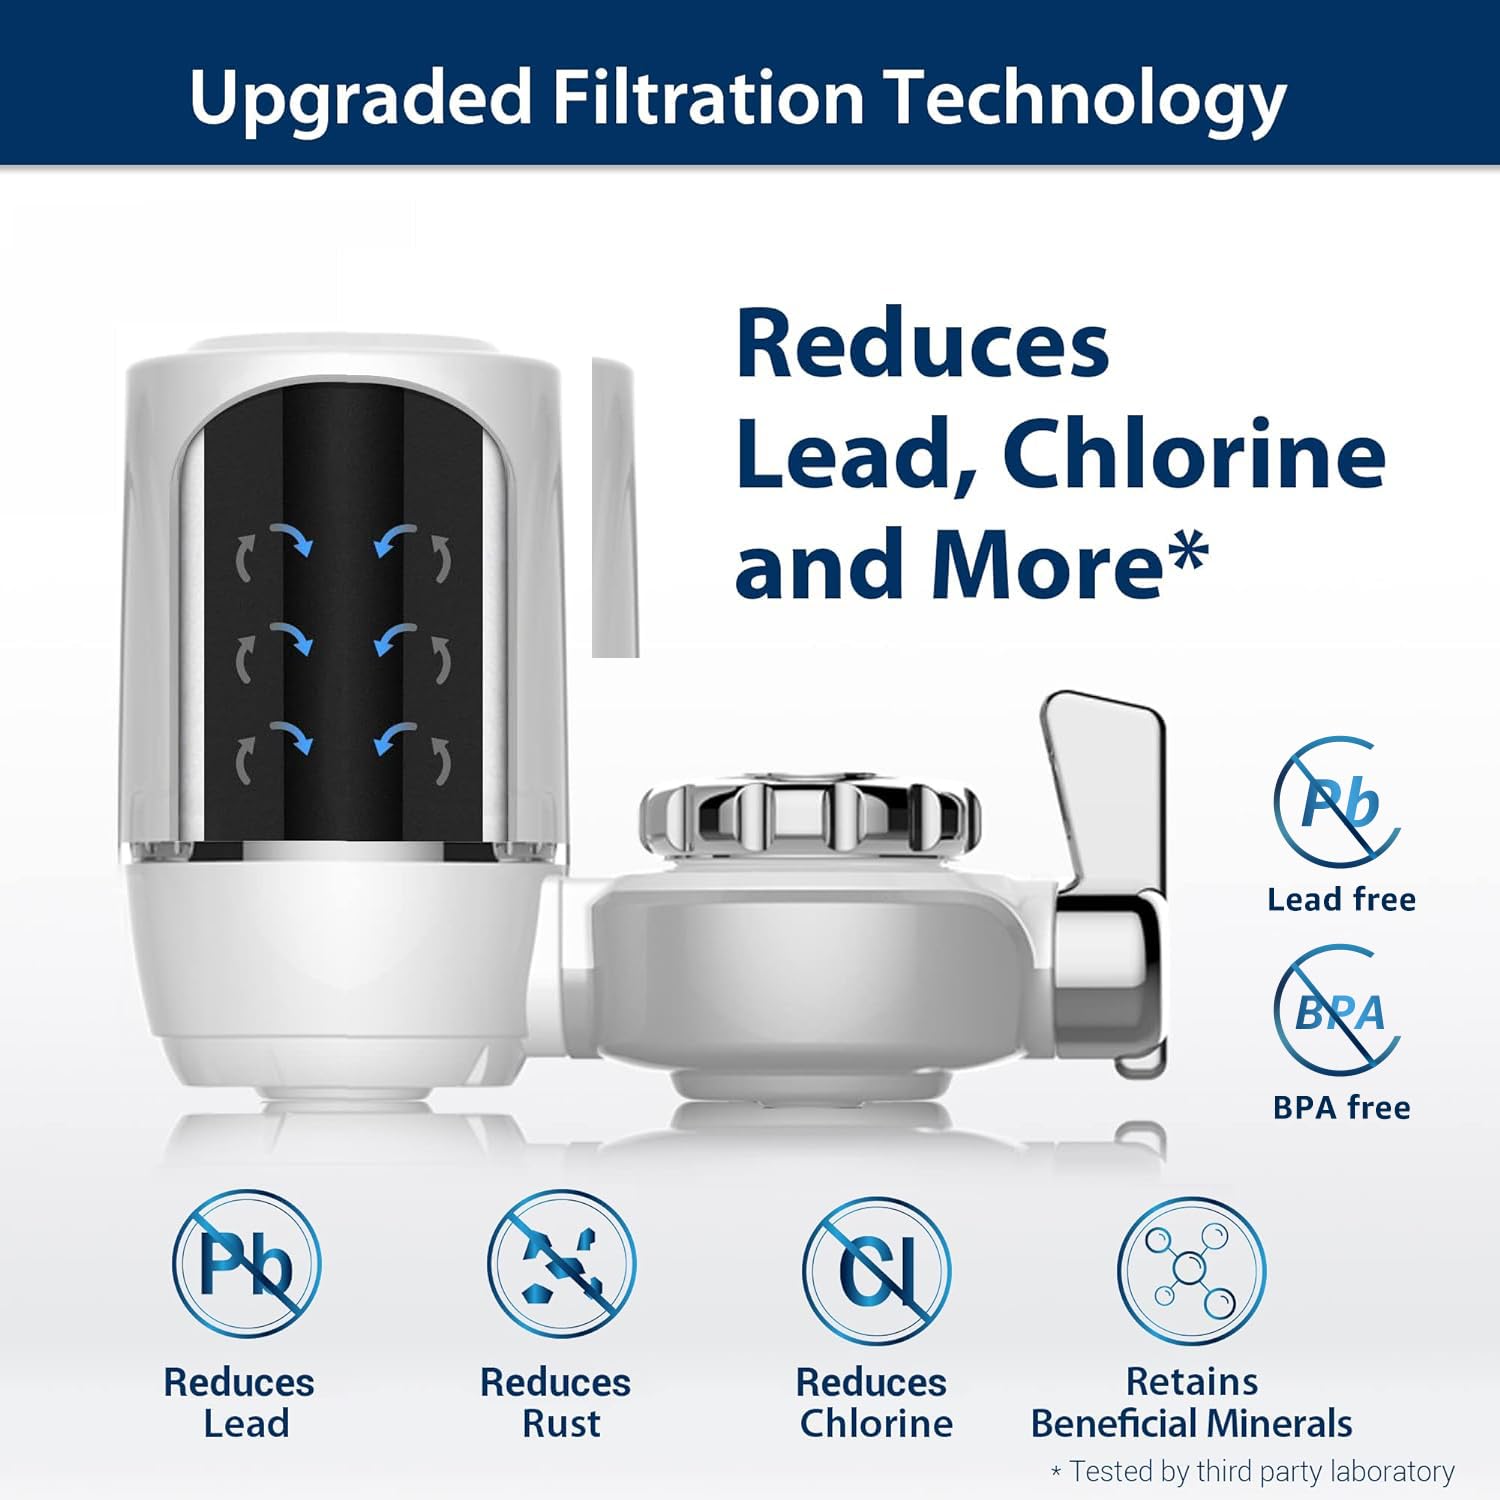 Upgraded Filtration Technology
Reduces
Lead, Chlorine
and More*
Pb
Lead free
BPA
BPA free
Pb
Cl
Reduces
Lead
Reduces
Rust
Reduces
Chlorine
Retains
Beneficial Minerals
* Tested by third party laboratory